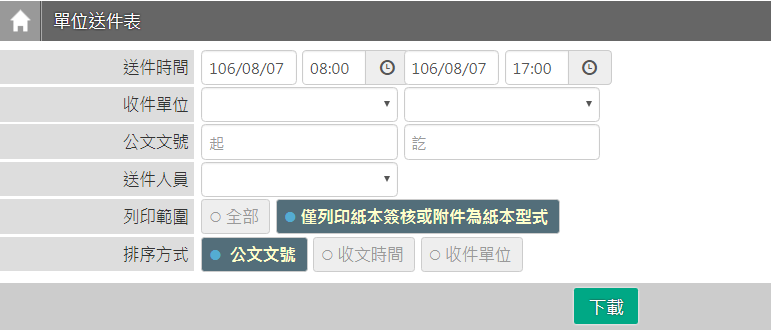 單位送件表
送件時間 106/08/07 08:00 106/08/07 17:00
收件單位
公文文號 起 訖
送件人員
列印範圍 全部 僅列印紙本簽核或附件為紙本型式
排序方式 公文文號 收文時間 收件單位
下載